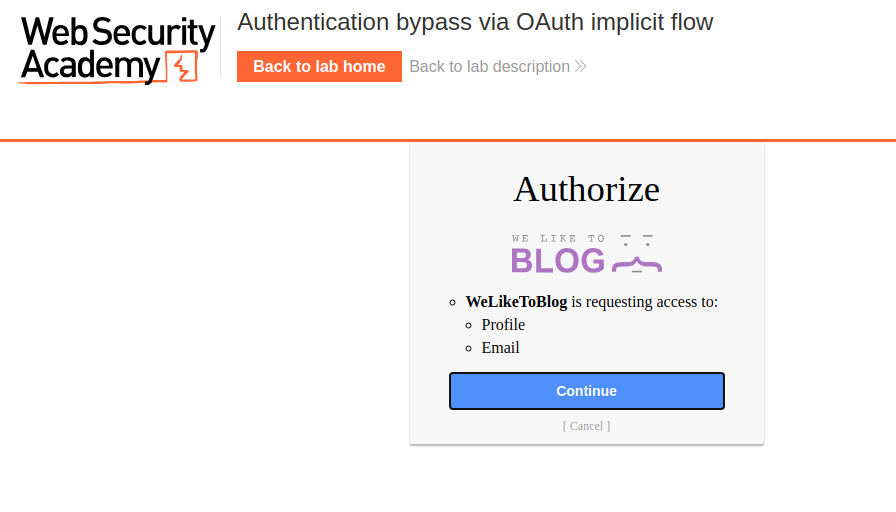 Web Security
Academy
Authentication bypass via OAuth implicit flow
Back to lab home
Back to lab description
Authorize
WE LIKE TO
BLOG
WeLikeToBlog is requesting access to:
Profile
Email
Continue
[ Cancel ]